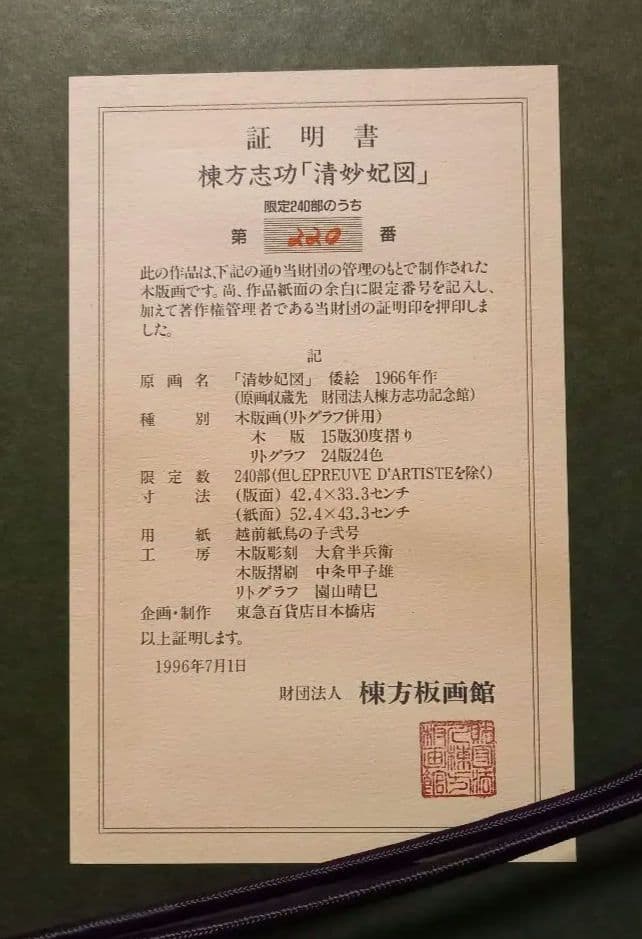 証明書
棟方志功「清妙妃図」
限定240部のうち
第 220 番
此の作品は、下記の通り当財団の管理のもとで制作された
木版画です。尚、作品紙面の余白に限定番号を記入し、
加えて著作権管理者である当財団の証明印を押印しま
した。
記
原画名 「清妙妃図」 倭絵 1966年作
(原画収蔵先 財団法人棟方志功記念館)
種別 木版画(リトグラフ併用)
木版 15版30度摺り
リトグラフ 24版24色
限定数 240部(但しEPREUVE D'ARTISTEを除く)
寸法 (版面) 42.4×33.3センチ
(紙面) 52.4×43.3センチ
用紙 越前紙鳥の子弐号
工房 木版彫刻 大倉半兵衛
木版摺刷 中条甲子雄
リトグラフ 園山晴巳
企画・制作 東急百貨店日本橋店
以上証明します。
1996年7月1日
財団法人 棟方板画館